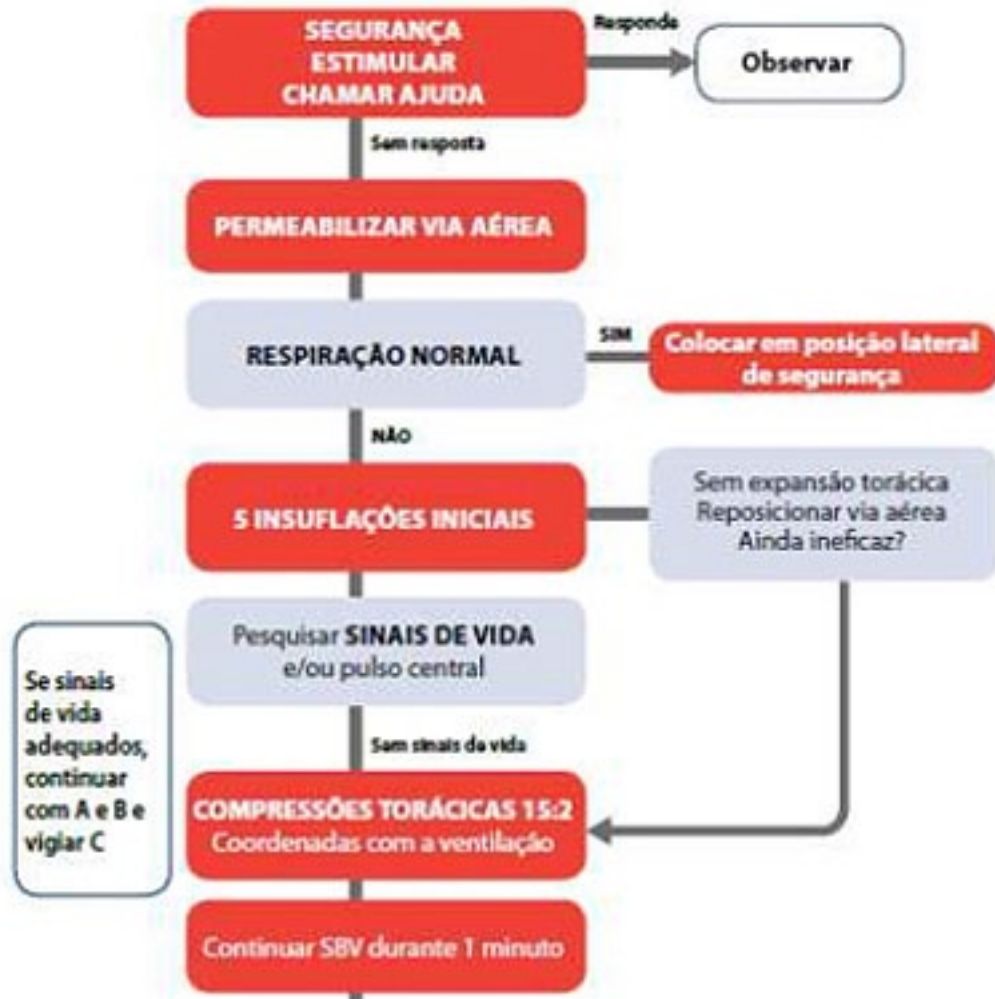 SEGURANÇA
ESTIMULAR
CHAMAR AJUDA
Responde
Observar
Sem resposta
PERMEABILIZAR VIA AÉREA
RESPIRAÇÃO NORMAL
SIM
Colocar em posição lateral
de segurança
NÃO
5 INSUFLAÇÕES INICIAIS
Sem expansão torácica
Reposicionar via aérea
Ainda ineficaz?
Pesquisar SINAIS DE VIDA
e/ou pulso central
Se sinais
de vida
adequados,
continuar
com A e B e
vigiar C
Sem sinais de vida
COMPRESSÕES TORÁCICAS 15:2
Coordenadas com a ventilação
Continuar SBV durante 1 minuto